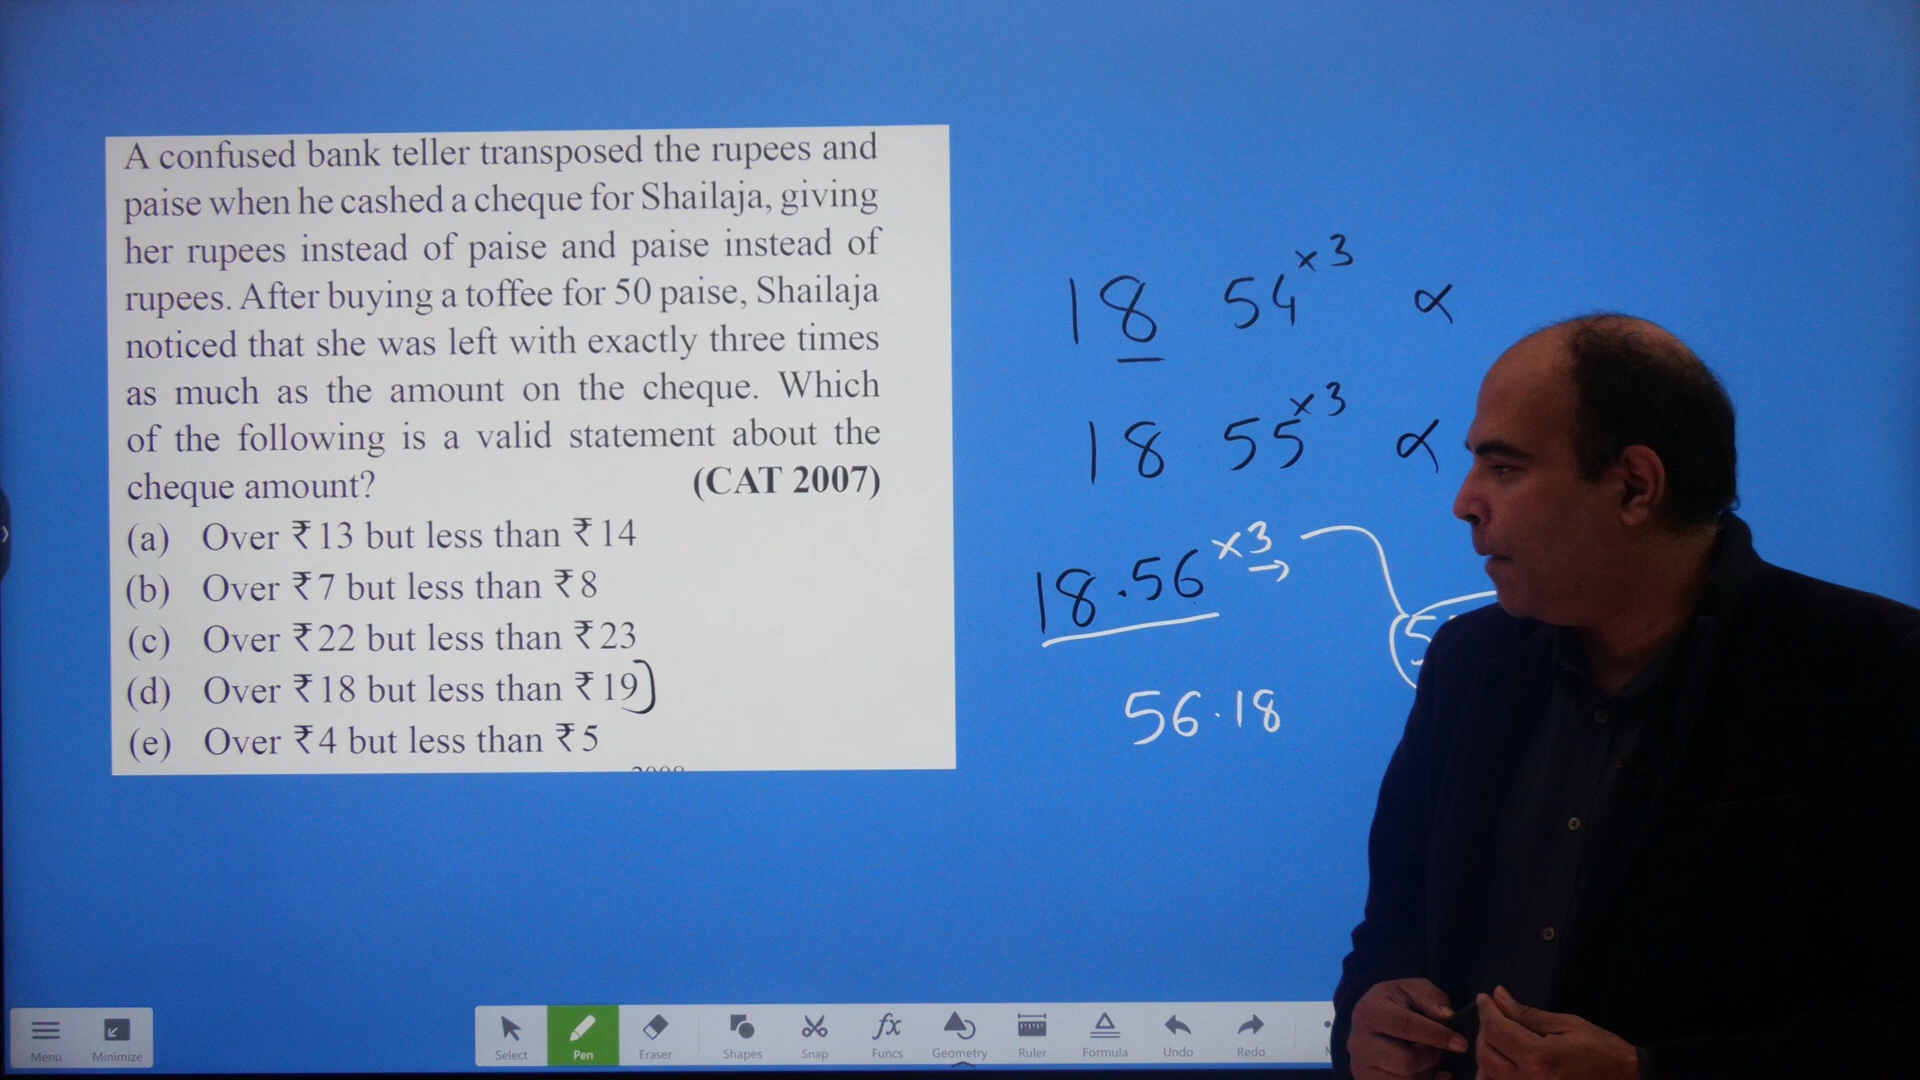 A confused bank teller transposed the rupees and
paise when he cashed a cheque for Shailaja, giving
her rupees instead of paise and paise instead of
rupees. After buying a toffee for 50 paise, Shailaja
noticed that she was left with exactly three times
as much as the amount on the cheque. Which
of the following is a valid statement about the
cheque amount? (CAT 2007)
(a) Over ₹ 13 but less than ₹ 14
(b) Over ₹ 7 but less than ₹ 8
(c) Over ₹ 22 but less than ₹ 23
(d) Over ₹ 18 but less than ₹ 19
(e) Over ₹ 4 but less than ₹ 5
18 54 ×3
18 55 ×3
18.56 ×3
56.18
Menu
Minimize
Select
Pen
Eraser
Shapes
Snap
fx
Funcs
Geometry
Ruler
Formula
Undo
Redo